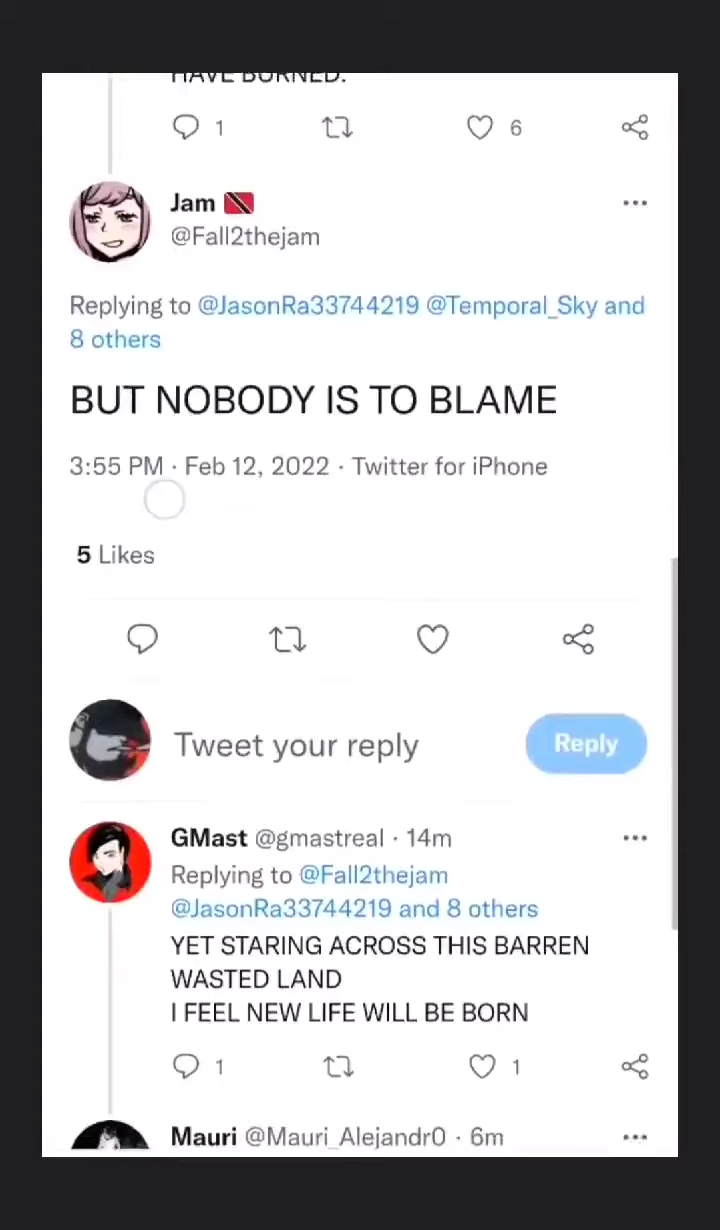 HAVE BURNED.
1 6
Jam
@Fall2thejam
Replying to @JasonRa33744219 @Temporal_Sky and
8 others
BUT NOBODY IS TO BLAME
3:55 PM · Feb 12, 2022 · Twitter for iPhone
5 Likes
Tweet your reply Reply
GMast @gmastreal · 14m
Replying to @Fall2thejam
@JasonRa33744219 and 8 others
YET STARING ACROSS THIS BARREN
WASTED LAND
I FEEL NEW LIFE WILL BE BORN
1 1
Mauri @Mauri_Alejandr0 · 6m